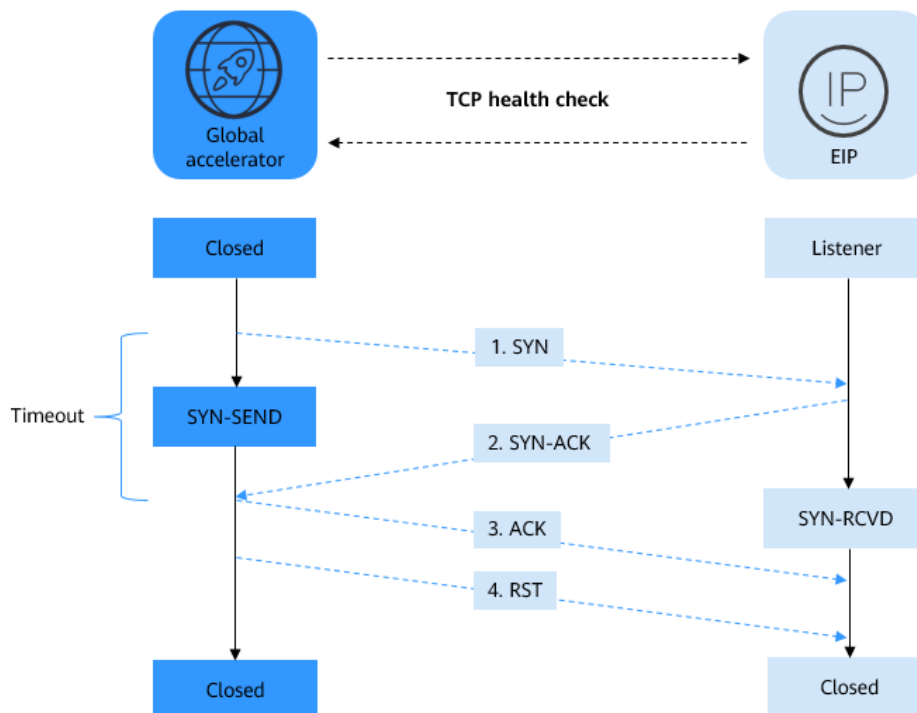 Global
accelerator
TCP health check
IP
EIP
Closed
Listener
1. SYN
Timeout
SYN-SEND
2. SYN-ACK
SYN-RCVD
3. ACK
4. RST
Closed
Closed